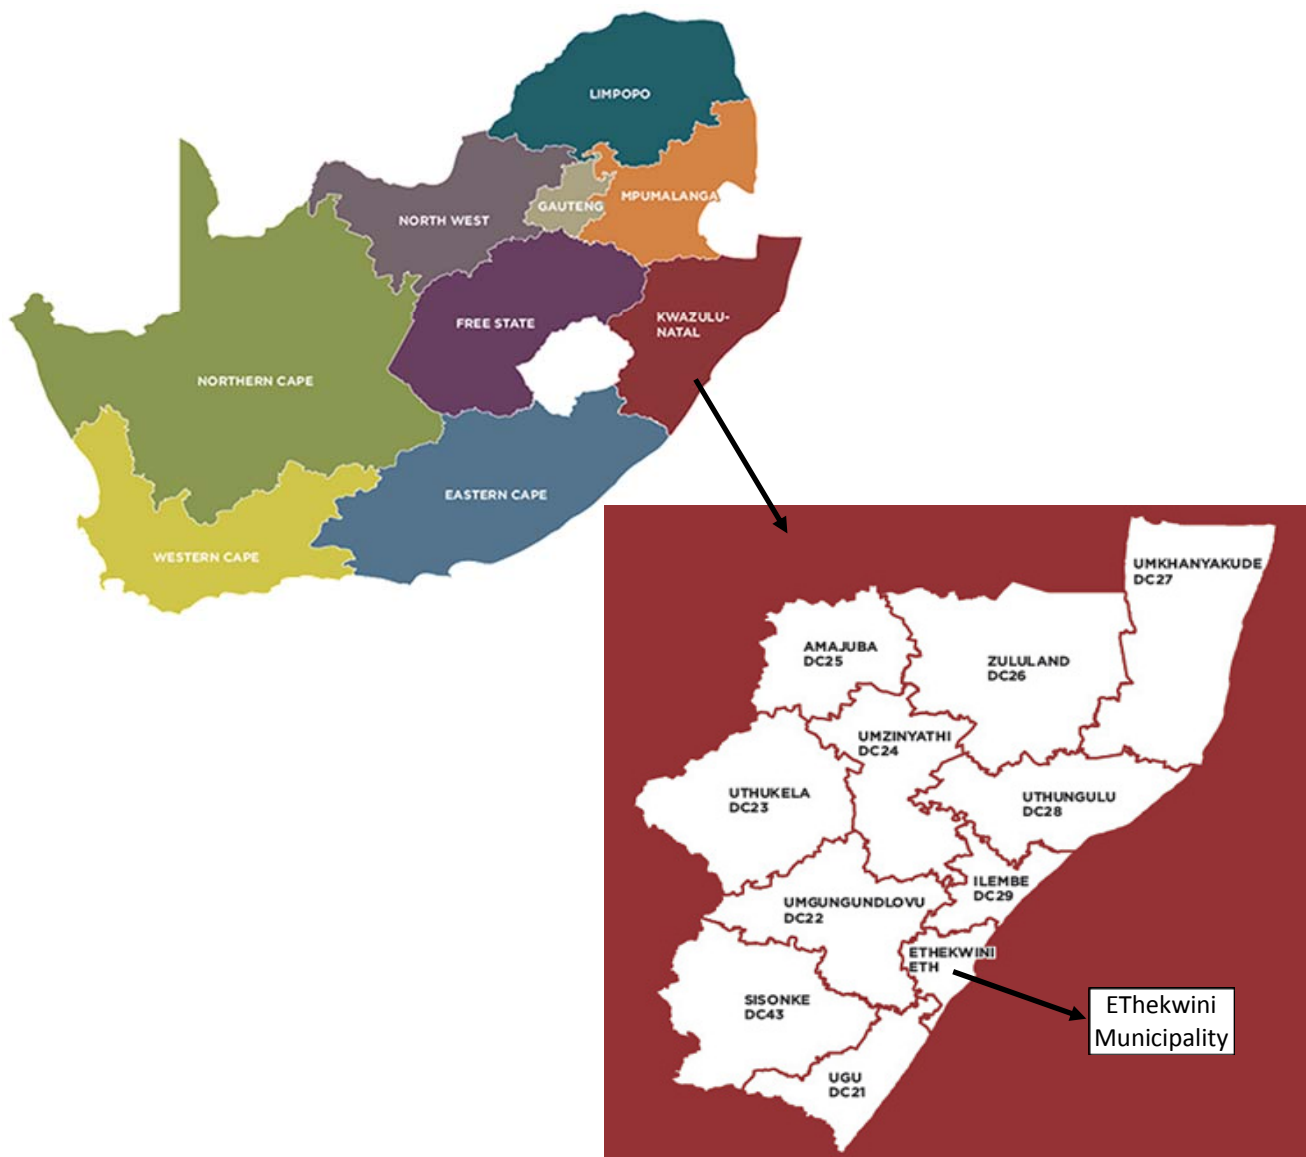 LIMPOPO
MPUMALANGA
GAUTENG
NORTH WEST
KWAZULU-
NATAL
FREE STATE
NORTHERN CAPE
EASTERN CAPE
WESTERN CAPE
UMKHANYAKUDE
DC27
AMAJUBA
DC25
ZULULAND
DC26
UMZINYATHI
DC24
UTHUKELA
DC23
UTHUNGULU
DC28
ILEMBE
DC29
UMGUNGUNDLOVU
DC22
ETHEKWINI
ETH
SISONKE
DC43
EThekwini
Municipality
UGU
DC21